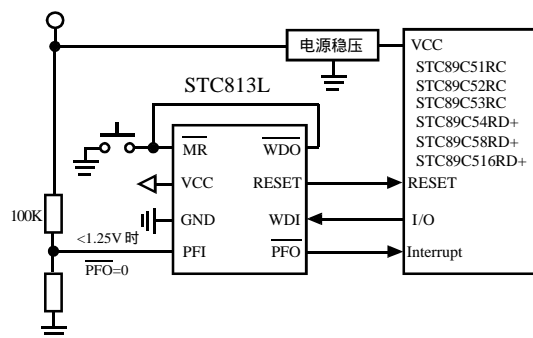 电源稳压
VCC
STC89C51RC
STC89C52RC
STC89C53RC
STC89C54RD+
STC89C58RD+
STC89C516RD+
RESET
I/O
Interrupt
STC813L
MR
WDO
VCC
RESET
GND
WDI
PFI
PFO
100K
<1.25V 时
PFO=0